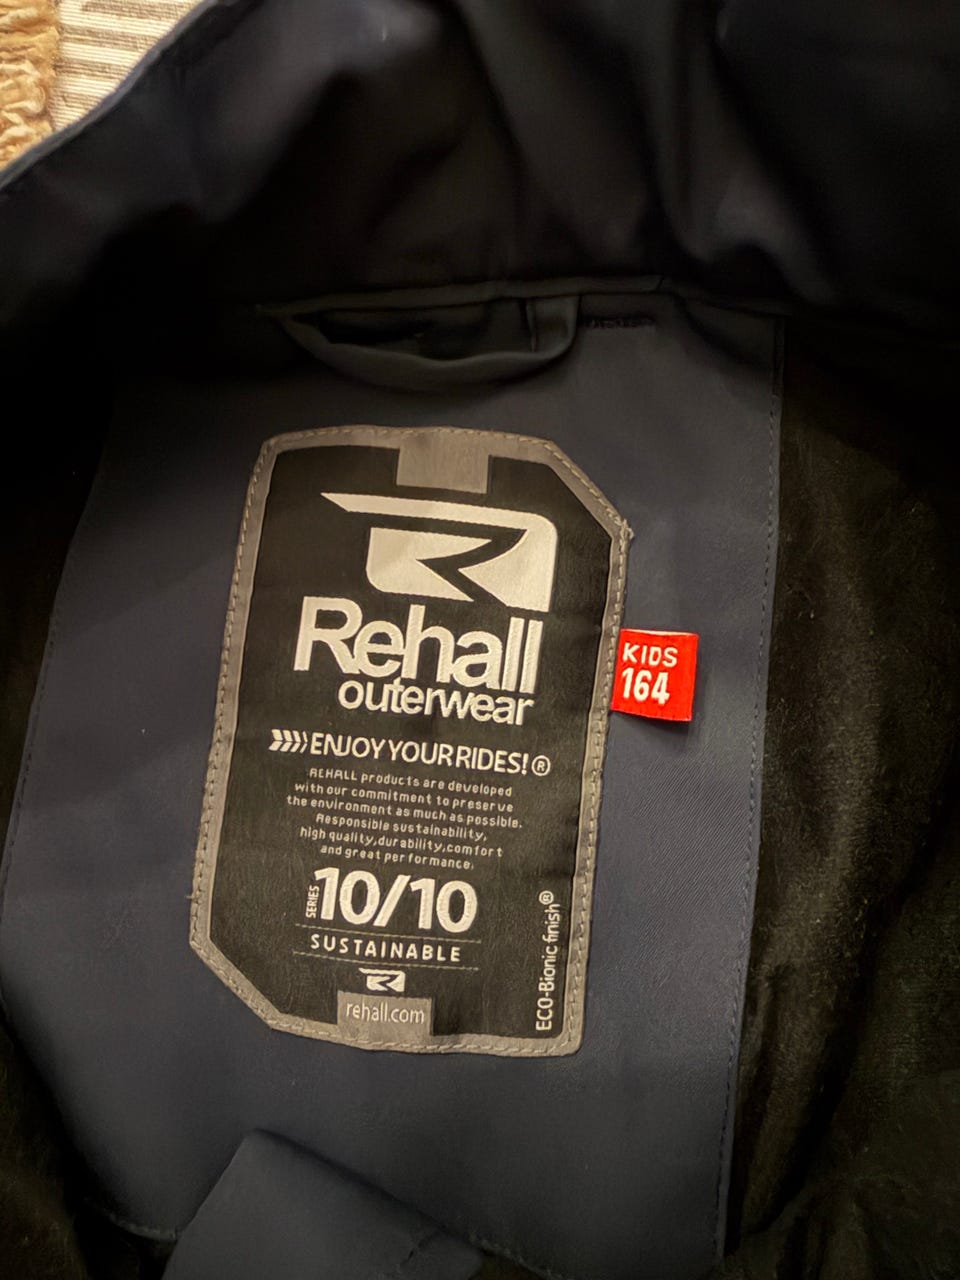 Rehall
outerwear
ENJOY YOUR RIDES!®
REHALL products are developed
with our commitment to preserve
the environment as much as possible.
Responsible sustainability,
high quality, durability, comfort
and great performance.
SERIES 10/10
SUSTAINABLE
rehall.com
ECO-Bionic finish®
KIDS
164